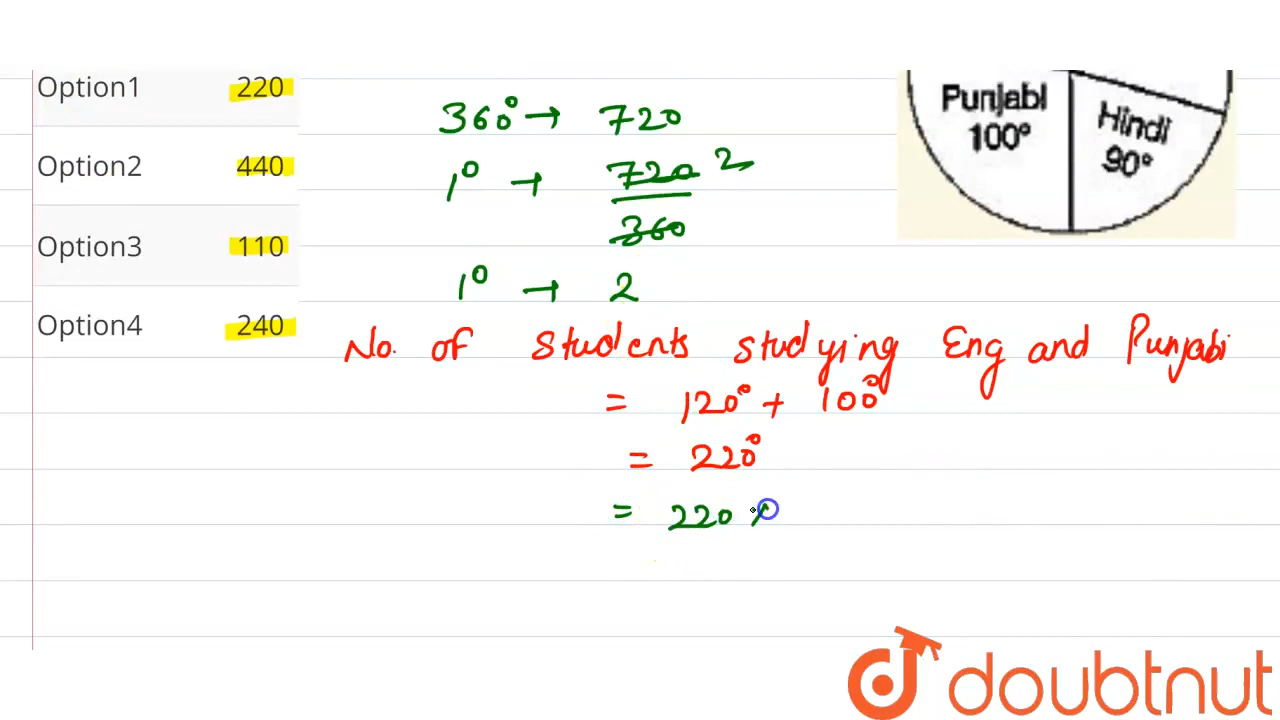 Option1 220
Option2 440
Option3 110
Option4 240
360° → 720
1° → 720 2
360
1° → 2
Punjabi
100°
Hindi
90°
No. of students studying Eng and Punjabi
= 120° + 100°
= 220°
= 220 ×
doubtnut